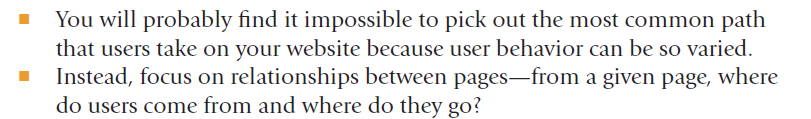 ▪ You will probably find it impossible to pick out the most common path
that users take on your website because user behavior can be so varied.
▪ Instead, focus on relationships between pages—from a given page, where
do users come from and where do they go?